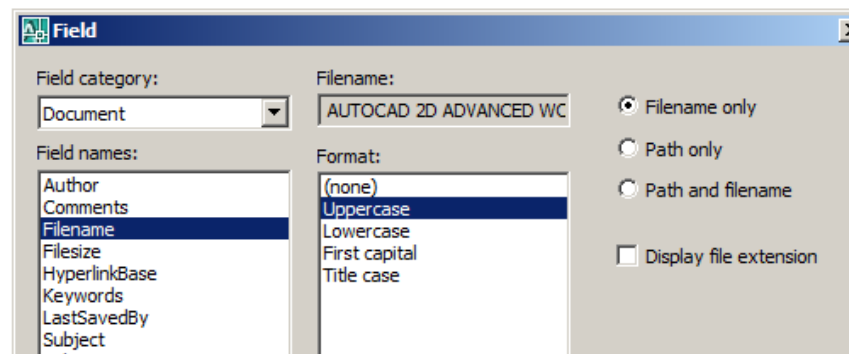 Field
Field category:
Document
Field names:
Author
Comments
Filename
Filesize
HyperlinkBase
Keywords
LastSavedBy
Subject
Filename:
AUTOCAD 2D ADVANCED WC
Format:
(none)
Uppercase
Lowercase
First capital
Title case
Filename only
Path only
Path and filename
Display file extension